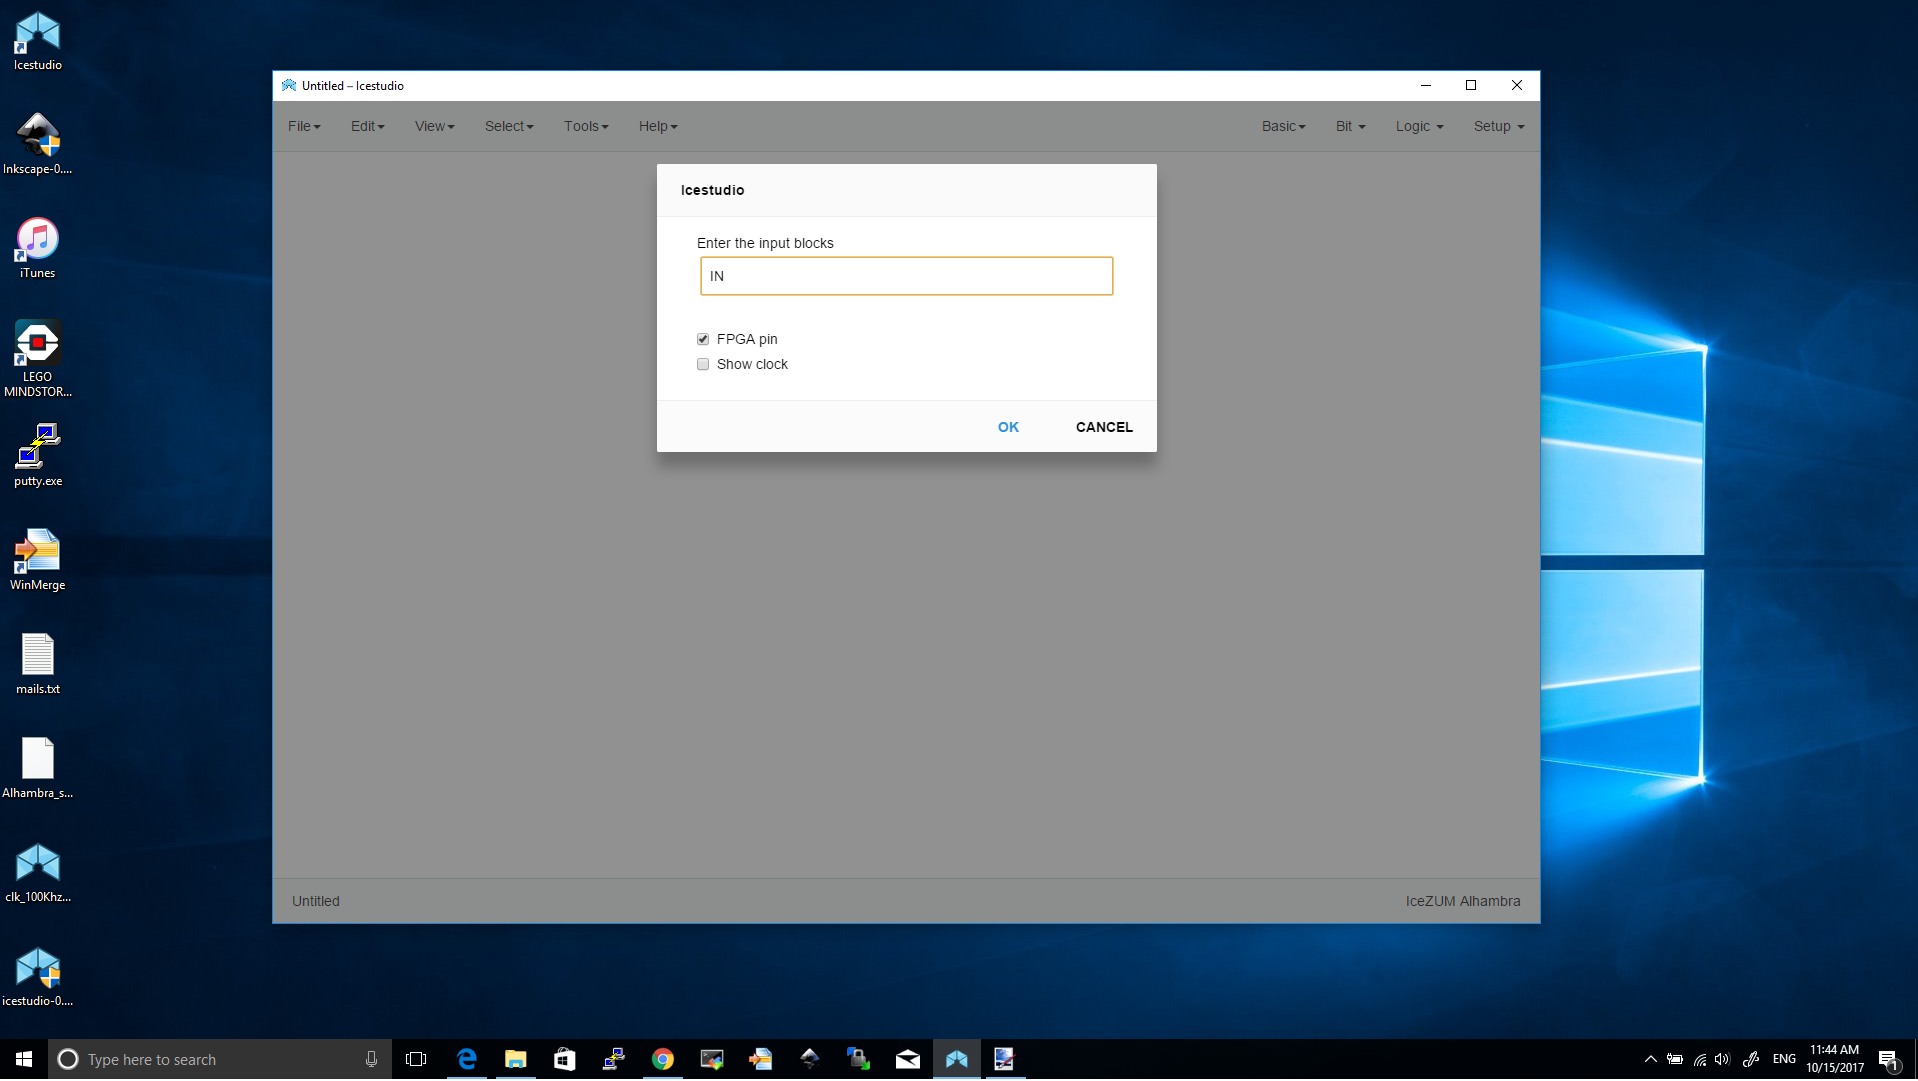 Icestudio
Inkscape-0....
iTunes
LEGO
MINDSTOR...
putty.exe
WinMerge
mails.txt
Alhambra_s...
clk_100Khz...
icestudio-0....
Untitled – Icestudio
File Edit View Select Tools Help Basic Bit Logic Setup
Icestudio
Enter the input blocks
IN
FPGA pin
Show clock
OK CANCEL
Untitled IceZUM Alhambra
Type here to search
ENG
11:44 AM
10/15/2017
1